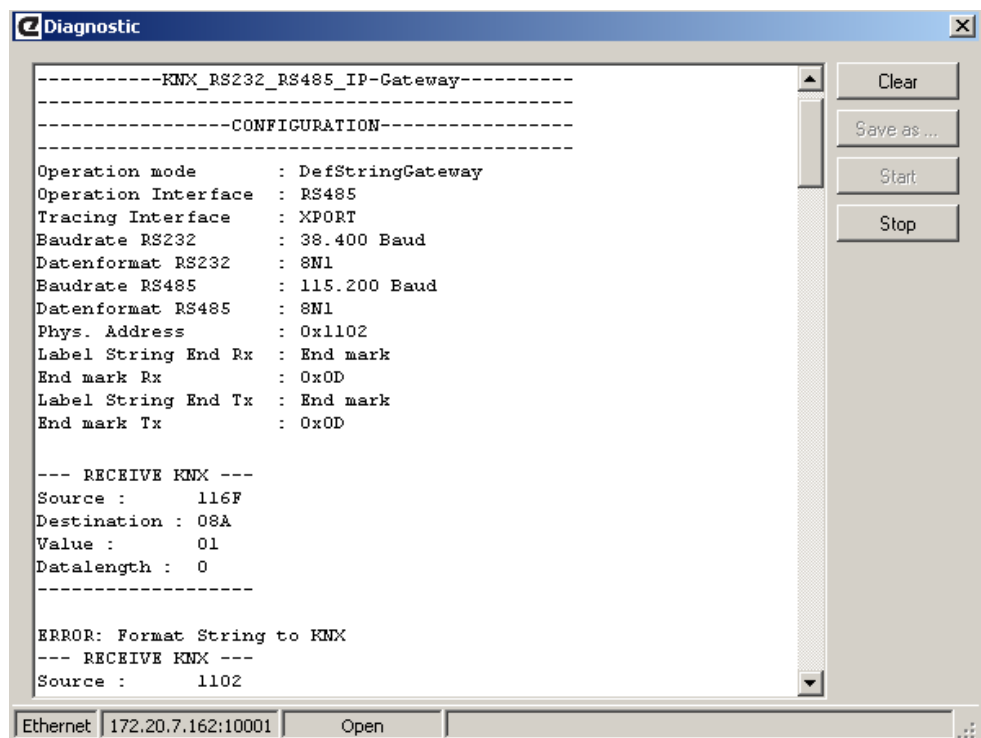 Diagnostic
-----------KNX_RS232_RS485_IP-Gateway----------
-----------------------------------------------
-----------------CONFIGURATION-----------------
-----------------------------------------------
Operation mode       : DefStringGateway
Operation Interface  : RS485
Tracing Interface    : XPORT
Baudrate RS232       : 38.400 Baud
Datenformat RS232    : 8N1
Baudrate RS485       : 115.200 Baud
Datenformat RS485    : 8N1
Phys. Address        : 0x1102
Label String End Rx  : End mark
End mark Rx          : 0x0D
Label String End Tx  : End mark
End mark Tx          : 0x0D
--- RECEIVE KNX ---
Source :      116F
Destination : 08A
Value :       01
Datalength :  0
-------------------
ERROR: Format String to KNX
--- RECEIVE KNX ---
Source :      1102
Clear
Save as ...
Start
Stop
Ethernet 172.20.7.162:10001 Open